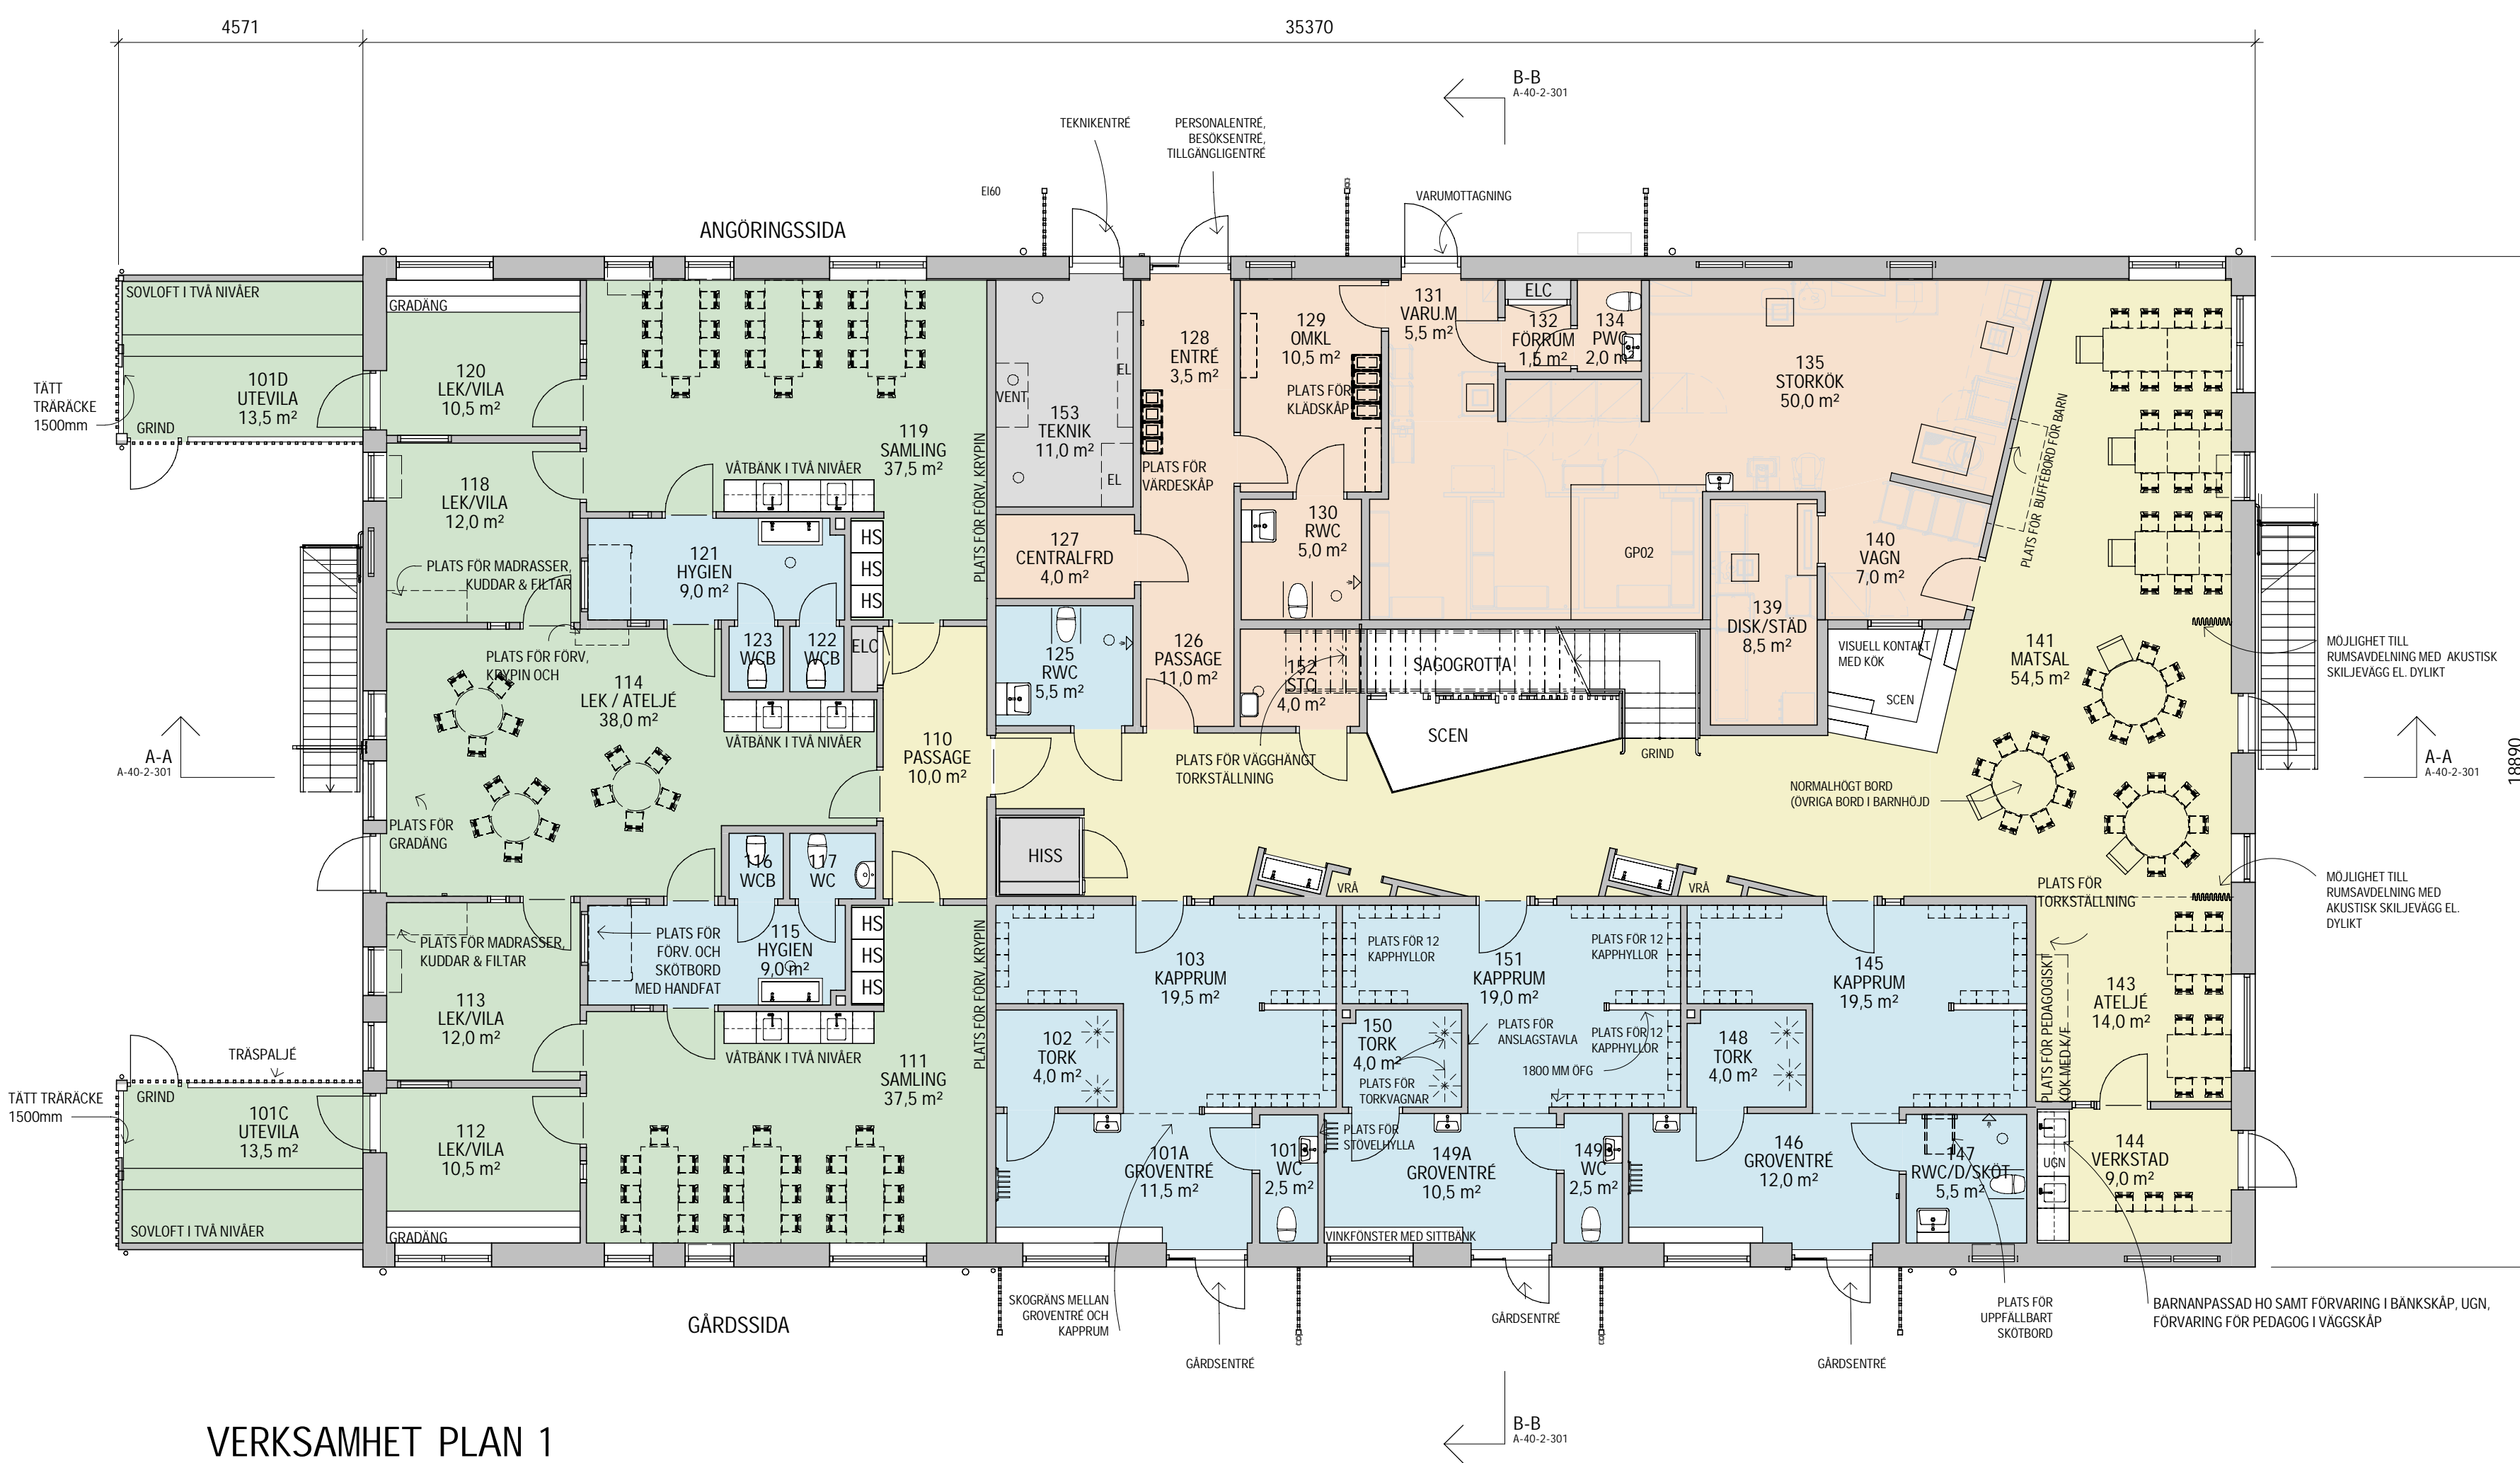 4571
35370
B-B
A-40-2-301
TEKNIKENTRÉ
PERSONALENTRÉ,
BESÖKSENTRÉ,
TILLGÄNGLIGENTRÉ
EI60
VARUMOTTAGNING
ANGÖRINGSSIDA
SOVLOFT I TVÅ NIVÅER
101D
UTEVILA
13,5 m²
GRIND
TÄTT
TRÄRÄCKE
1500mm
GRADÄNG
120
LEK/VILA
10,5 m²
118
LEK/VILA
12,0 m²
PLATS FÖR MADRASSER,
KUDDAR & FILTAR
119
SAMLING
37,5 m²
VÅTBÄNK I TVÅ NIVÅER
PLATS FÖR FÖRV, KRYPIN
121
HYGIEN
9,0 m²
HS
HS
HS
123
WCB
122
WCB
ELC
VENT
EL
153
TEKNIK
11,0 m²
EL
127
CENTRALFRD
4,0 m²
125
RWC
5,5 m²
128
ENTRÉ
3,5 m²
PLATS FÖR
VÄRDESKÅP
126
PASSAGE
11,0 m²
129
OMKL
10,5 m²
PLATS FÖR
KLÄDSKÅP
130
RWC
5,0 m²
131
VARU.M
5,5 m²
ELC
132
FÖRRUM
1,5 m²
134
PWC
2,0 m
135
STORKÖK
50,0 m²
GP02
140
VAGN
7,0 m²
139
DISK/STÄD
8,5 m²
PLATS FÖR BUFFÉBORD FÖR BARN
152
STÄ
4,0 m²
SAGOGROTTA
SCEN
GRIND
PLATS FÖR VÄGGHÄNGT
TORKSTÄLLNING
VISUELL KONTAKT
MED KÖK
SCEN
141
MATSAL
54,5 m²
MÖJLIGHET TILL
RUMSAVDELNING MED AKUSTISK
SKILJEVÄGG EL. DYLIKT
NORMALHÖGT BORD
(ÖVRIGA BORD I BARNHÖJD
A-A
A-40-2-301
A-A
A-40-2-301
18890
PLATS FÖR FÖRV,
KRYPIN OCH
114
LEK / ATELJÉ
38,0 m²
VÅTBÄNK I TVÅ NIVÅER
PLATS FÖR
GRADÄNG
110
PASSAGE
10,0 m²
116
WCB
117
WC
HISS
VRÅ
VRÅ
PLATS FÖR
TORKSTÄLLNING
MÖJLIGHET TILL
RUMSAVDELNING MED
AKUSTISK SKILJEVÄGG EL.
DYLIKT
PLATS FÖR MADRASSER,
KUDDAR & FILTAR
113
LEK/VILA
12,0 m²
PLATS FÖR
FÖRV. OCH
SKÖTBORD
MED HANDFAT
115
HYGIEN
9,0 m²
HS
HS
HS
PLATS FÖR FÖRV, KRYPIN
VÅTBÄNK I TVÅ NIVÅER
111
SAMLING
37,5 m²
112
LEK/VILA
10,5 m²
GRADÄNG
TRÄSPALJÉ
TÄTT TRÄRÄCKE
1500mm
GRIND
101C
UTEVILA
13,5 m²
SOVLOFT I TVÅ NIVÅER
103
KAPPRUM
19,5 m²
102
TORK
4,0 m²
PLATS FÖR 12
KAPPHYLLOR
151
KAPPRUM
19,0 m²
PLATS FÖR 12
KAPPHYLLOR
150
TORK
4,0 m²
PLATS FÖR
TORKVAGNAR
PLATS FÖR
ANSLAGSTAVLA
PLATS FÖR 12
KAPPHYLLOR
1800 MM ÖFG
145
KAPPRUM
19,5 m²
148
TORK
4,0 m²
PLATS FÖR PEDAGOGISKT
KÖK MED K/F
143
ATELJÉ
14,0 m²
101A
GROVENTRÉ
11,5 m²
101
WC
2,5 m²
PLATS FÖR
STÖVELHYLLA
149A
GROVENTRÉ
10,5 m²
149
WC
2,5 m²
VINKFÖNSTER MED SITTBÄNK
146
GROVENTRÉ
12,0 m²
147
RWC/D/SKÖT
5,5 m²
UGN
144
VERKSTAD
9,0 m²
GÅRDSSIDA
SKOGRÄNS MELLAN
GROVENTRÉ OCH
KAPPRUM
GÅRDSENTRÉ
GÅRDSENTRÉ
GÅRDSENTRÉ
PLATS FÖR
UPPFÄLLBART
SKÖTBORD
BARNANPASSAD HO SAMT FÖRVARING I BÄNKSKÅP, UGN,
FÖRVARING FÖR PEDAGOG I VÄGGSKÅP
B-B
A-40-2-301
VERKSAMHET PLAN 1